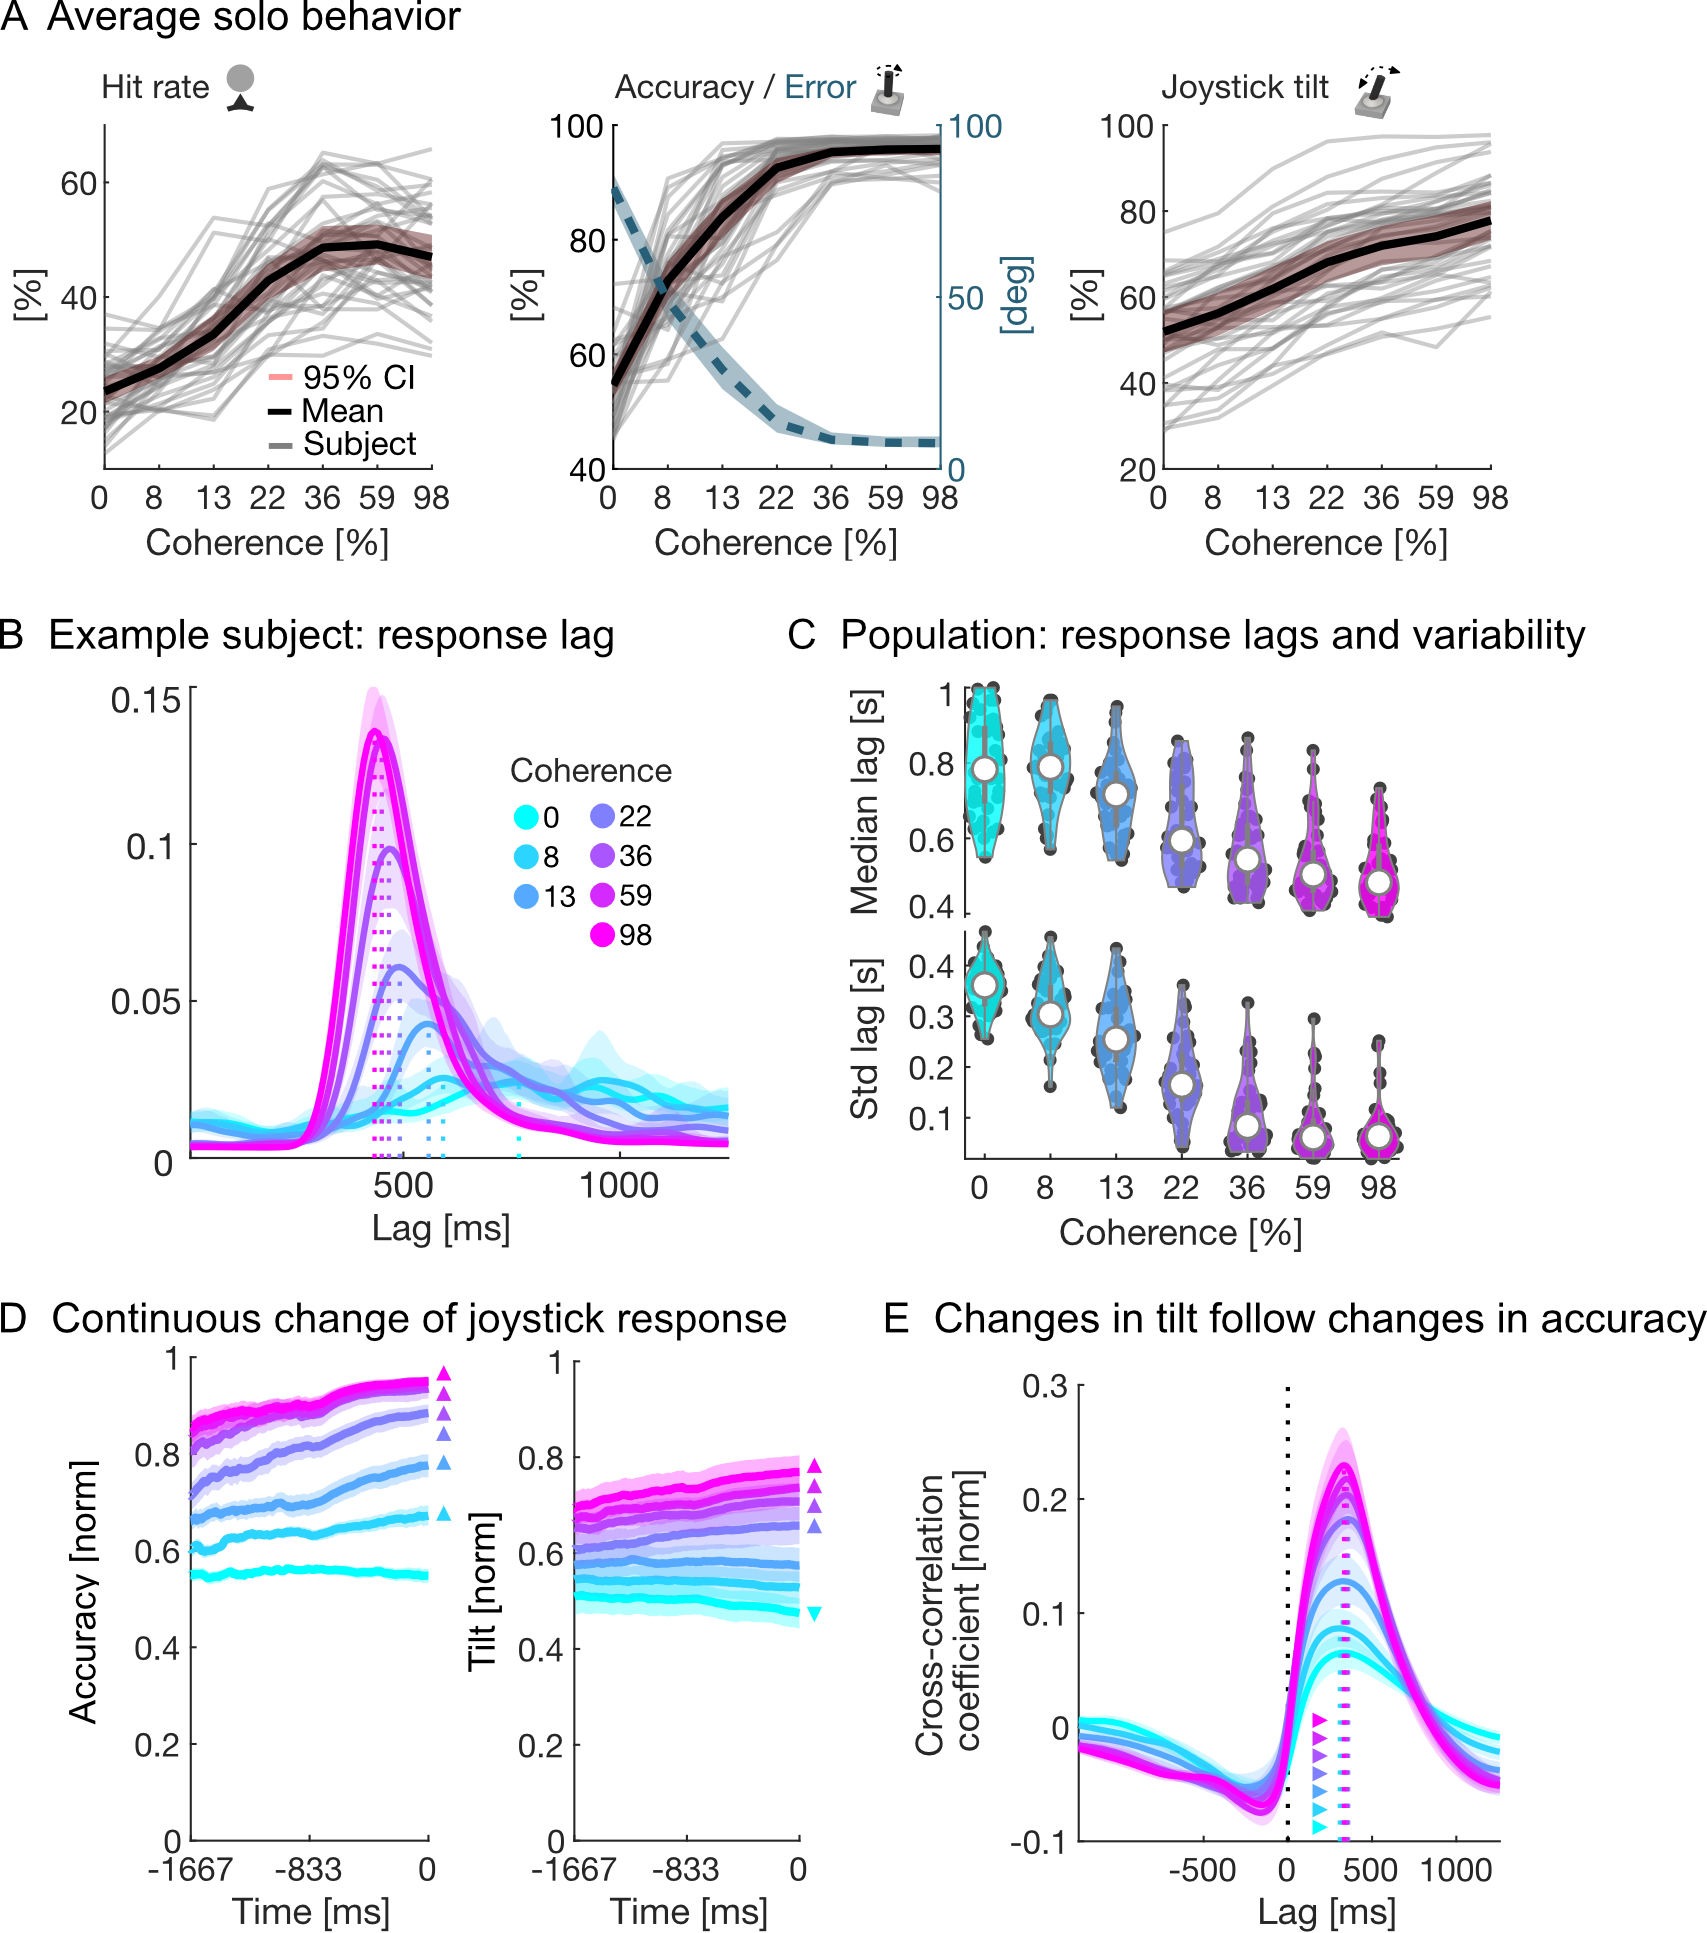 A Average solo behavior
Hit rate
[%]
60
40
20
95% CI
Mean
Subject
0 8 13 22 36 59 98
Coherence [%]
Accuracy / Error
[%]
100
80
60
40
100
50
0
[deg]
0 8 13 22 36 59 98
Coherence [%]
Joystick tilt
[%]
100
80
60
40
20
0 8 13 22 36 59 98
Coherence [%]
B Example subject: response lag
0.15
0.1
0.05
0
Coherence
0 22
8 36
13 59
98
500 1000
Lag [ms]
C Population: response lags and variability
Median lag [s]
1
0.8
0.6
0.4
Std lag [s]
0.4
0.3
0.2
0.1
0 8 13 22 36 59 98
Coherence [%]
D Continuous change of joystick response
Accuracy [norm]
1
0.8
0.6
0.4
0.2
0
-1667 -833 0
Time [ms]
Tilt [norm]
1
0.8
0.6
0.4
0.2
0
-1667 -833 0
Time [ms]
E Changes in tilt follow changes in accuracy
Cross-correlation
coefficient [norm]
0.3
0.2
0.1
0
-0.1
-500 0 500 1000
Lag [ms]